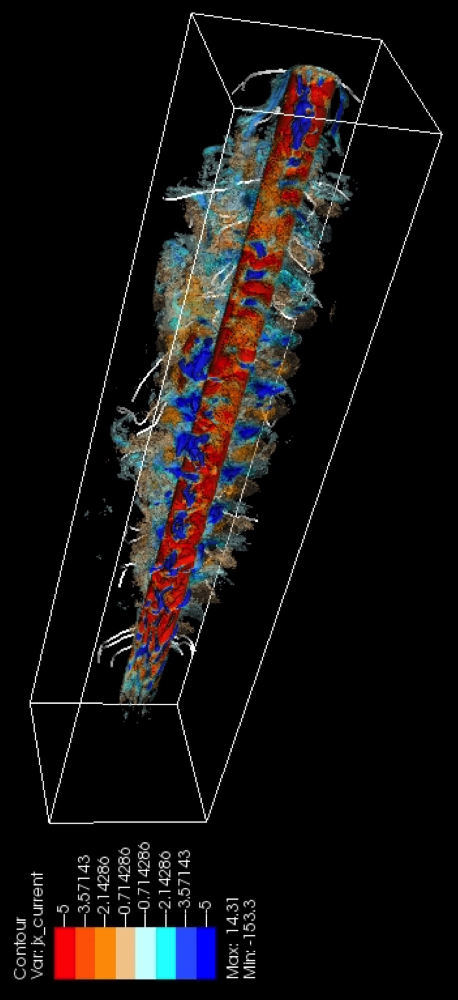 Contour
Var: jx_current
5
3.57143
2.14286
0.714286
-0.714286
-2.14286
-3.57143
-5
Max: 14.31
Min: -153.3